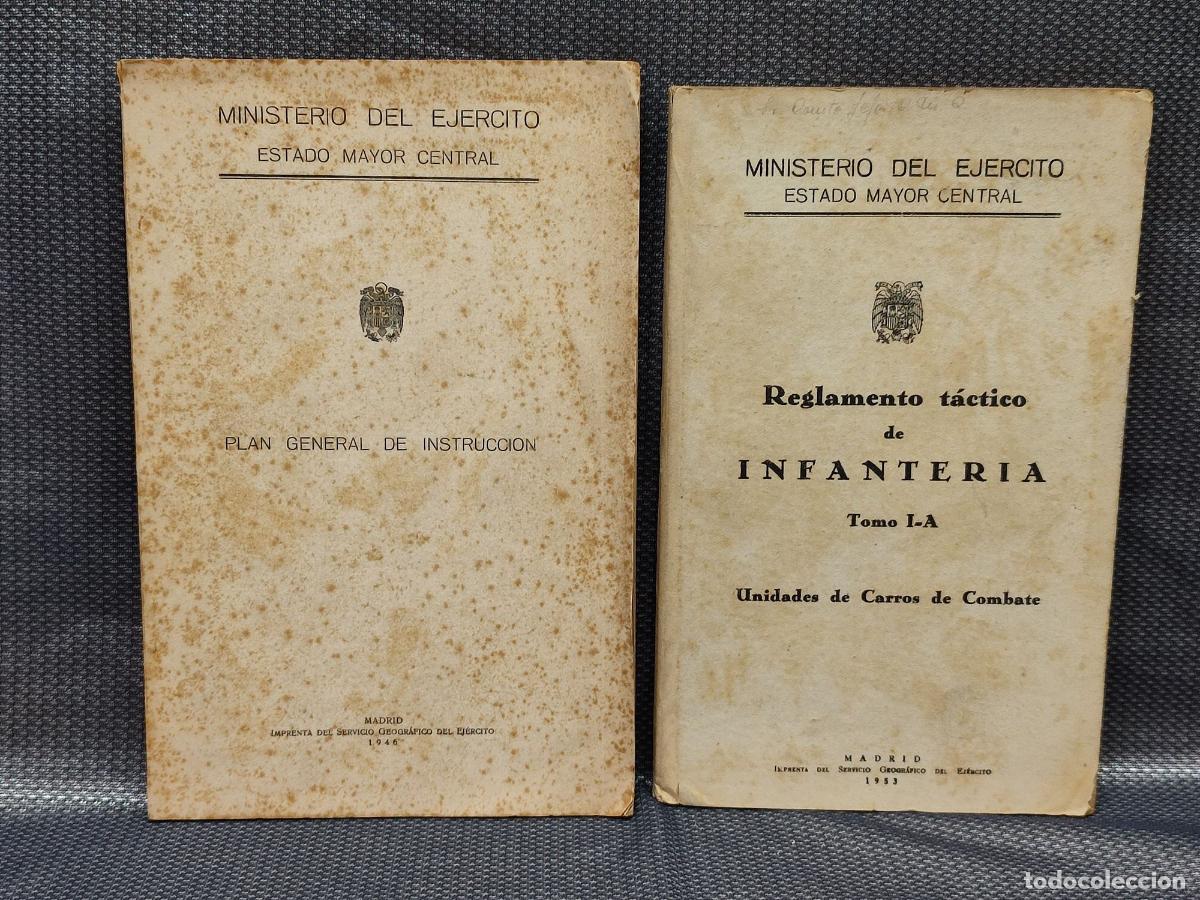 MINISTERIO DEL EJERCITO
ESTADO MAYOR CENTRAL
PLAN GENERAL DE INSTRUCCION
MADRID
IMPRENTA DEL SERVICIO GEOGRÁFICO DEL EJÉRCITO
1946
MINISTERIO DEL EJERCITO
ESTADO MAYOR CENTRAL
Reglamento táctico
de
INFANTERIA
Tomo I-A
Unidades de Carros de Combate
MADRID
IMPRENTA DEL SERVICIO GEOGRÁFICO DEL EJÉRCITO
1953
todocoleccion